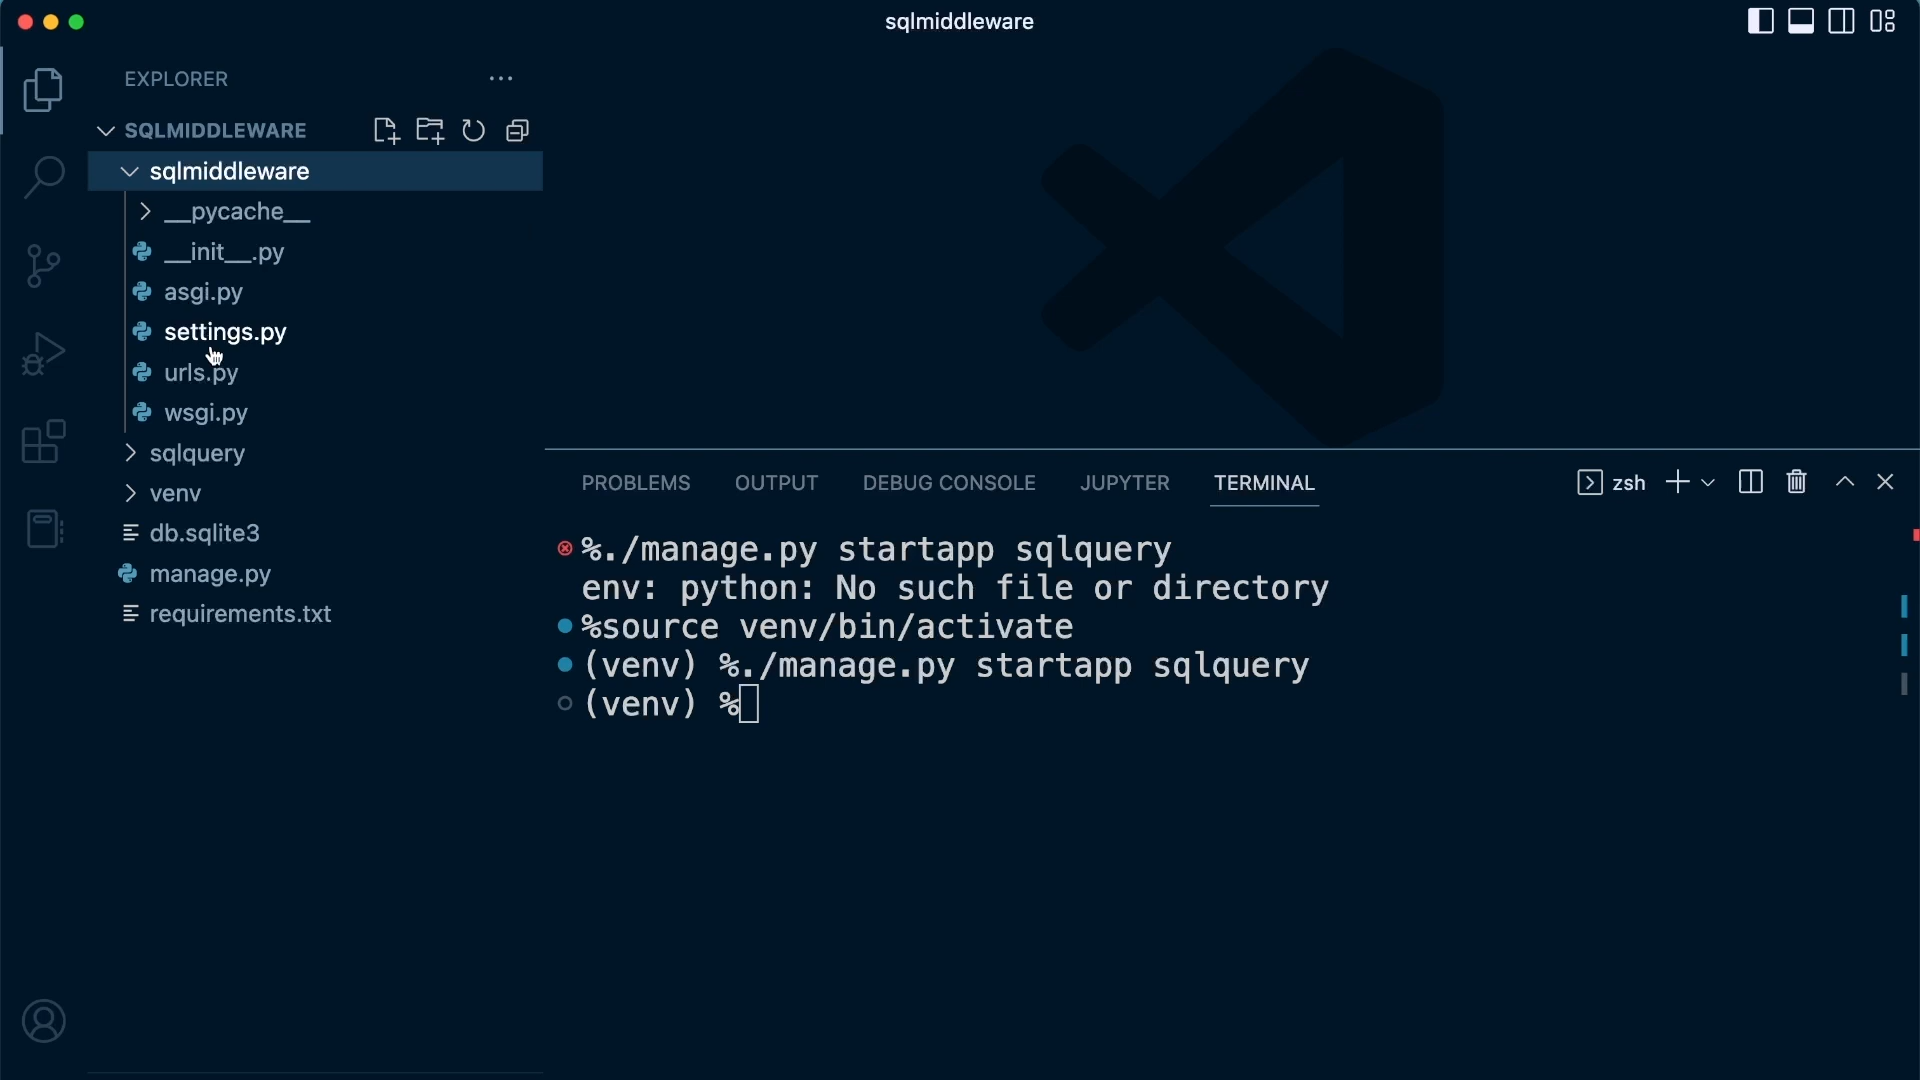 sqlmiddleware
EXPLORER
SQLMIDDLEWARE
sqlmiddleware
__pycache__
__init__.py
asgi.py
settings.py
urls.py
wsgi.py
sqlquery
venv
db.sqlite3
manage.py
requirements.txt
PROBLEMS OUTPUT DEBUG CONSOLE JUPYTER TERMINAL zsh
%./manage.py startapp sqlquery
env: python: No such file or directory
%source venv/bin/activate
(venv) %./manage.py startapp sqlquery
(venv) %